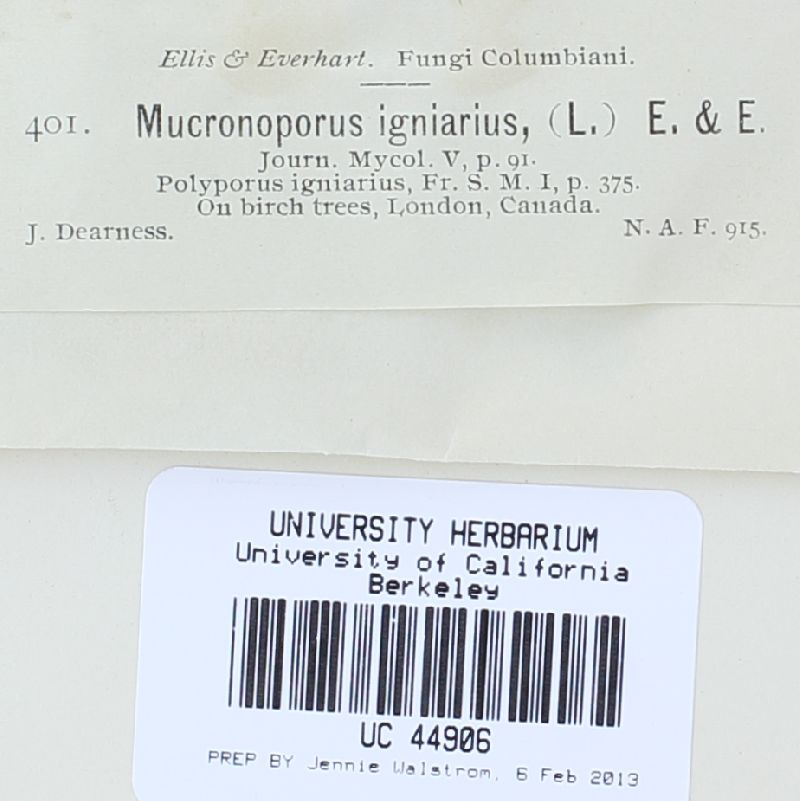 Ellis & Everhart. Fungi Columbiani.
401. Mucronoporus igniarius, (L.) E. & E.
Journ. Mycol. V, p. 91.
Polyporus igniarius, Fr. S. M. I, p. 375.
On birch trees, London, Canada.
J. Dearness. N. A. F. 915.
UNIVERSITY HERBARIUM
University of California
Berkeley
UC 44906
PREP BY Jennie Walstrom, 6 Feb 2013